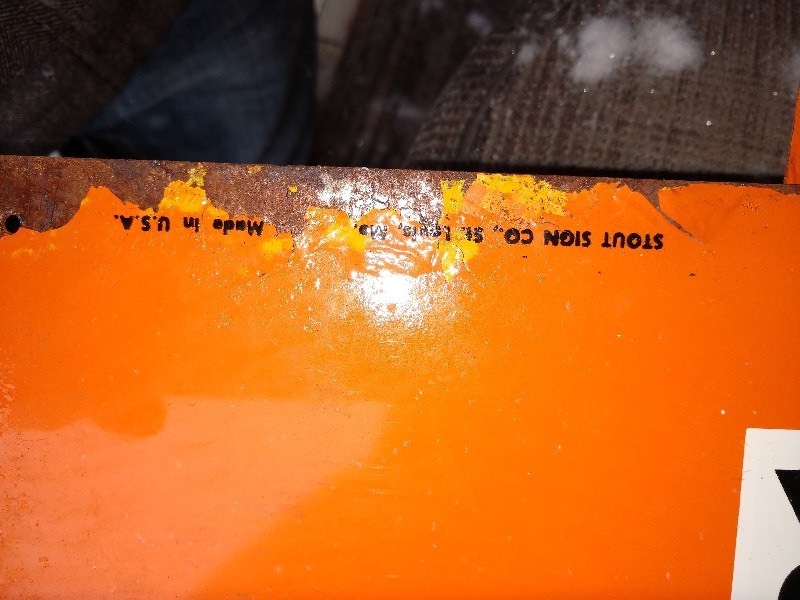 STOUT SIGN CO., St. Louis, Mo. Made in U.S.A.